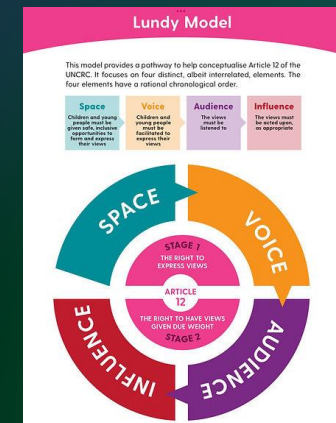 Lundy Model
This model provides a pathway to help conceptualise Article 12 of the
UNCRC. It focuses on four distinct, albeit interrelated, elements. The
four elements have a rational chronological order.
Space
Children and young
people must be
given safe, inclusive
opportunities to
form and express
their views
Voice
Children and
young people
must be
facilitated to
express their
views
Audience
The views
must be
listened to
Influence
The views must
be acted upon,
as appropriate
SPACE
VOICE
STAGE 1
THE RIGHT TO
EXPRESS VIEWS
ARTICLE
12
THE RIGHT TO HAVE VIEWS
GIVEN DUE WEIGHT
STAGE 2
INFLUENCE
AUDIENCE